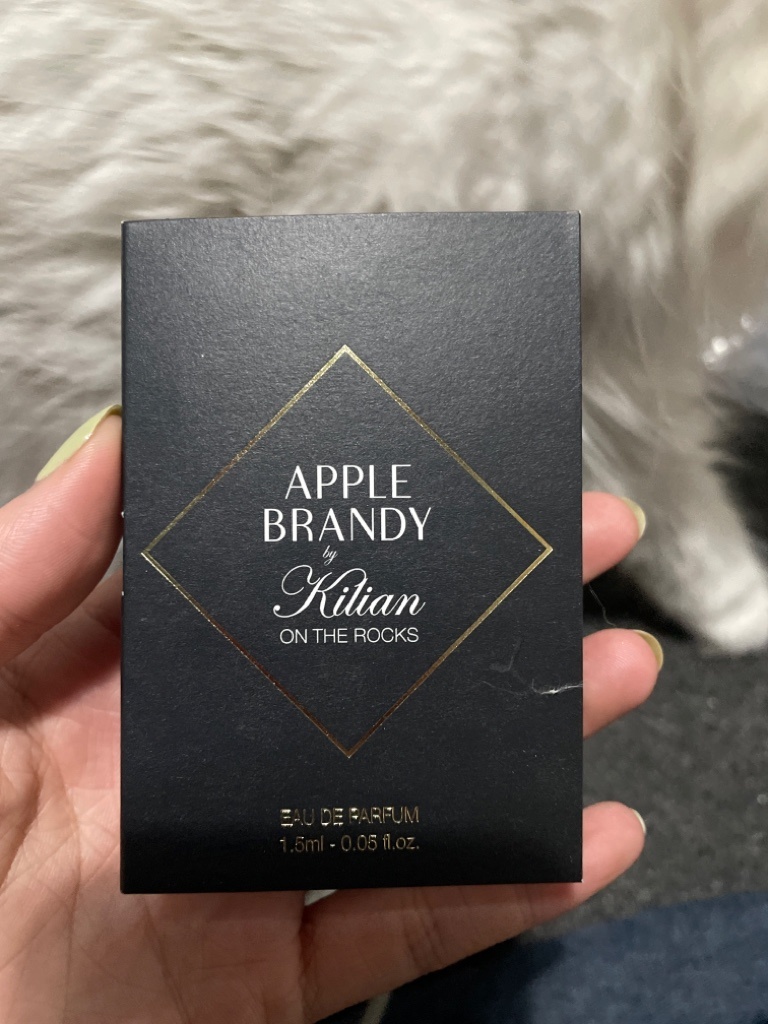 APPLE
BRANDY
by
Kilian
ON THE ROCKS
EAU DE PARFUM
1.5ml - 0.05 fl.oz.